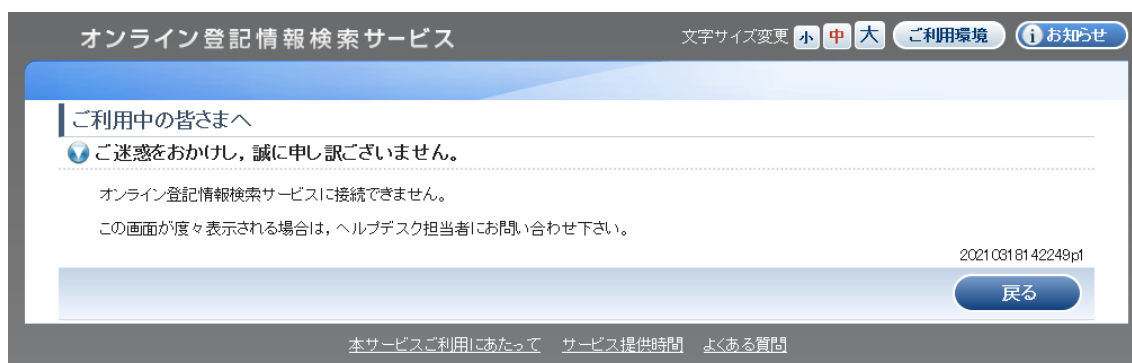 オンライン登記情報検索サービス 文字サイズ変更 小 中 大 ご利用環境 i お知らせ
ご利用中の皆さまへ
ご迷惑をおかけし，誠に申し訳ございません。
オンライン登記情報検索サービスに接続できません。
この画面が度々表示される場合は，ヘルプデスク担当者にお問い合わせ下さい。
20210318142249p1
戻る
本サービスご利用にあたって サービス提供時間 よくある質問